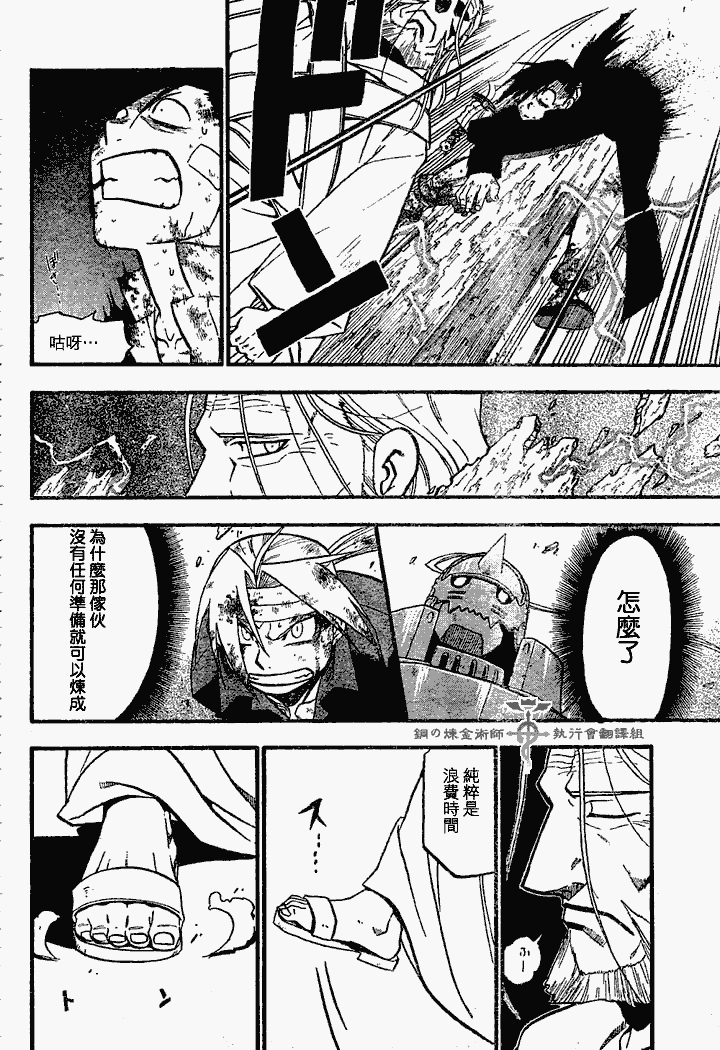 ドドン
咕呀…
怎麼了
為什麼那傢伙
沒有任何準備就可以煉成
鋼の煉金術師
執行會翻譯組
ふー
純粹是
浪費時間
ス…
トン